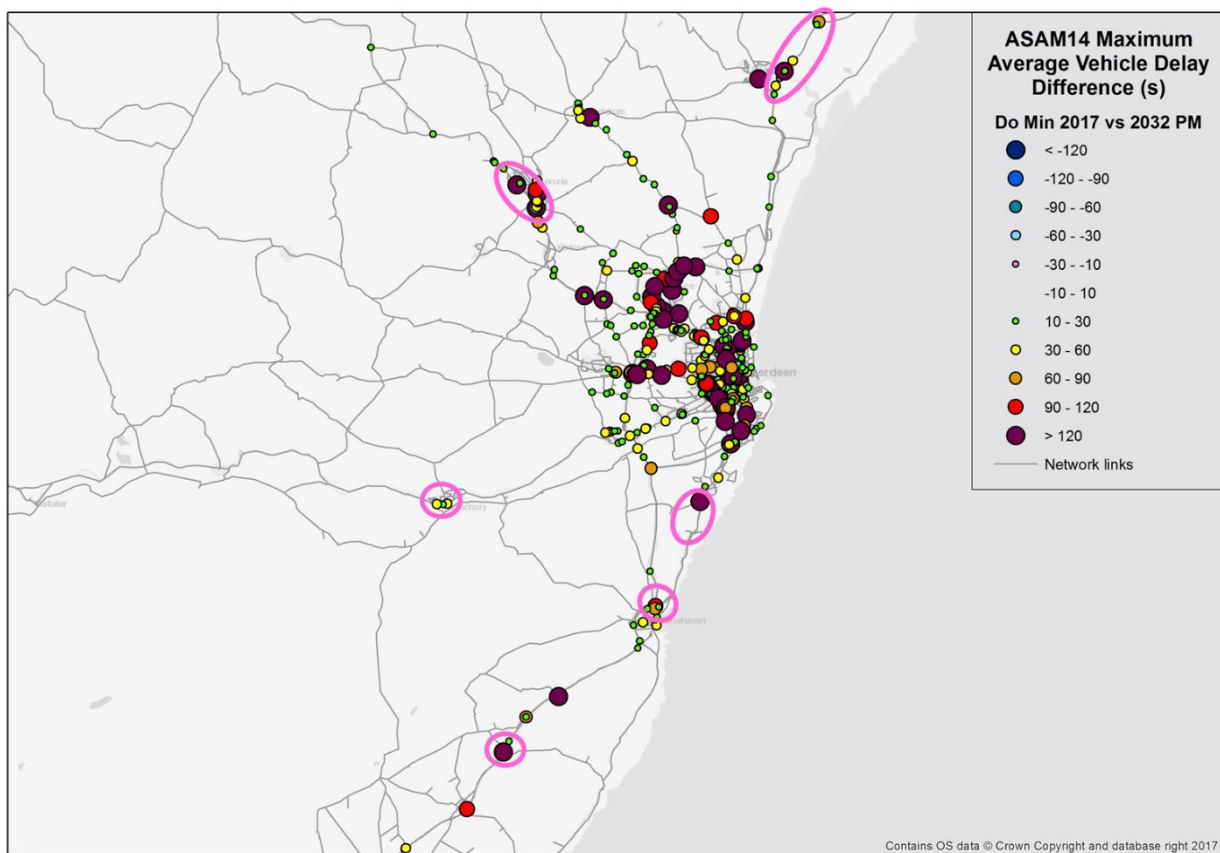 ASAM14 Maximum
Average Vehicle Delay
Difference (s)
Do Min 2017 vs 2032 PM
< -120
-120 - -90
-90 - -60
-60 - -30
-30 - -10
-10 - 10
10 - 30
30 - 60
60 - 90
90 - 120
> 120
Network links
Contains OS data © Crown Copyright and database right 2017